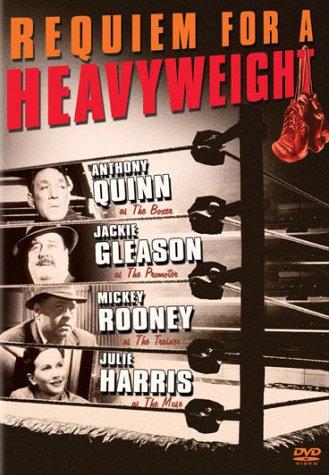 REQUIEM FOR A
HEAVYWEIGHT
ANTHONY
QUINN
as The Boxer
JACKIE
GLEASON
as The Promoter
MICKEY
ROONEY
as The Trainer
JULIE
HARRIS
as The Muse
DVD
VIDEO